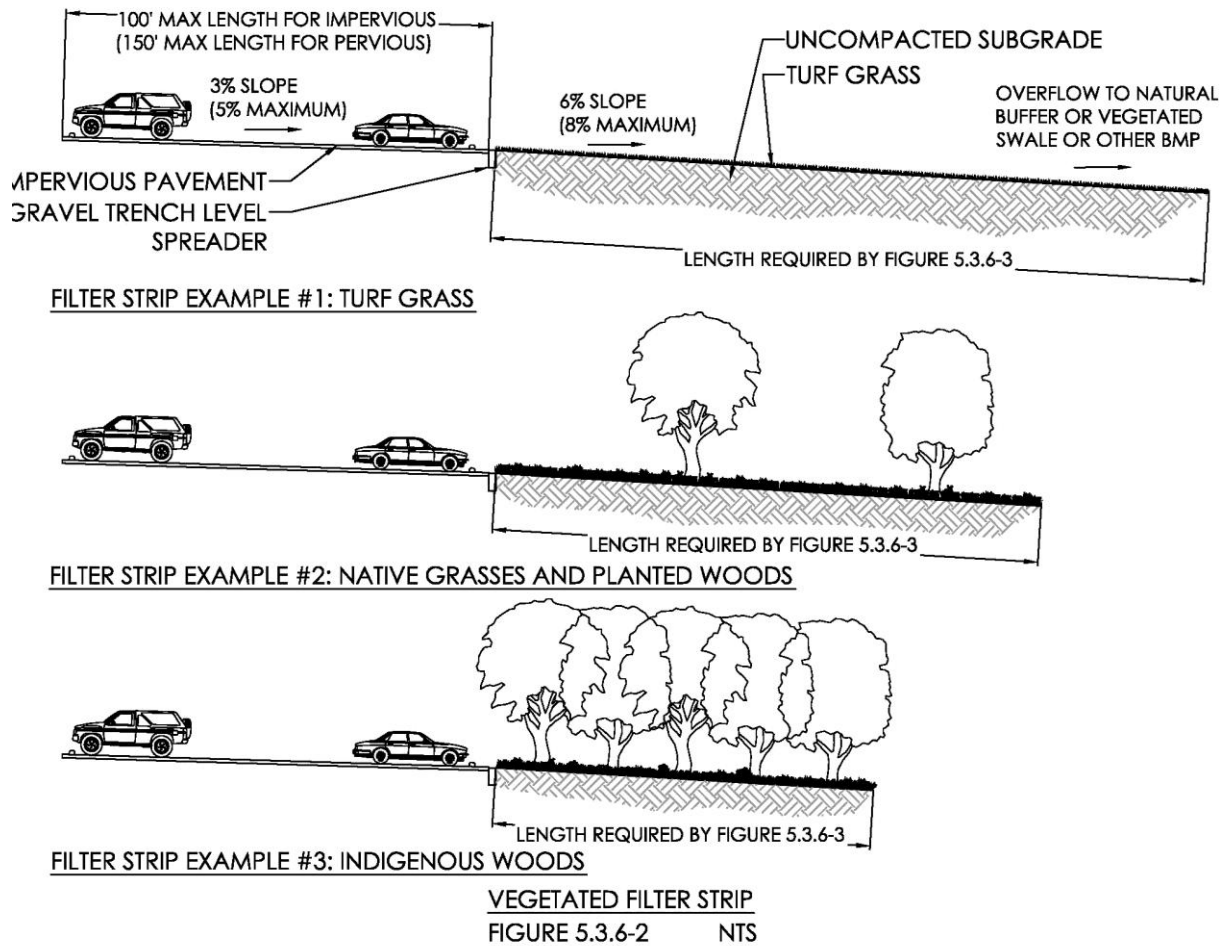 100' MAX LENGTH FOR IMPERVIOUS
(150' MAX LENGTH FOR PERVIOUS)
3% SLOPE
(5% MAXIMUM)
6% SLOPE
(8% MAXIMUM)
UNCOMPACTED SUBGRADE
TURF GRASS
OVERFLOW TO NATURAL
BUFFER OR VEGETATED
SWALE OR OTHER BMP
MPERVIOUS PAVEMENT
GRAVEL TRENCH LEVEL
SPREADER
LENGTH REQUIRED BY FIGURE 5.3.6-3
FILTER STRIP EXAMPLE #1: TURF GRASS
LENGTH REQUIRED BY FIGURE 5.3.6-3
FILTER STRIP EXAMPLE #2: NATIVE GRASSES AND PLANTED WOODS
LENGTH REQUIRED BY FIGURE 5.3.6-3
FILTER STRIP EXAMPLE #3: INDIGENOUS WOODS
VEGETATED FILTER STRIP
FIGURE 5.3.6-2 NTS